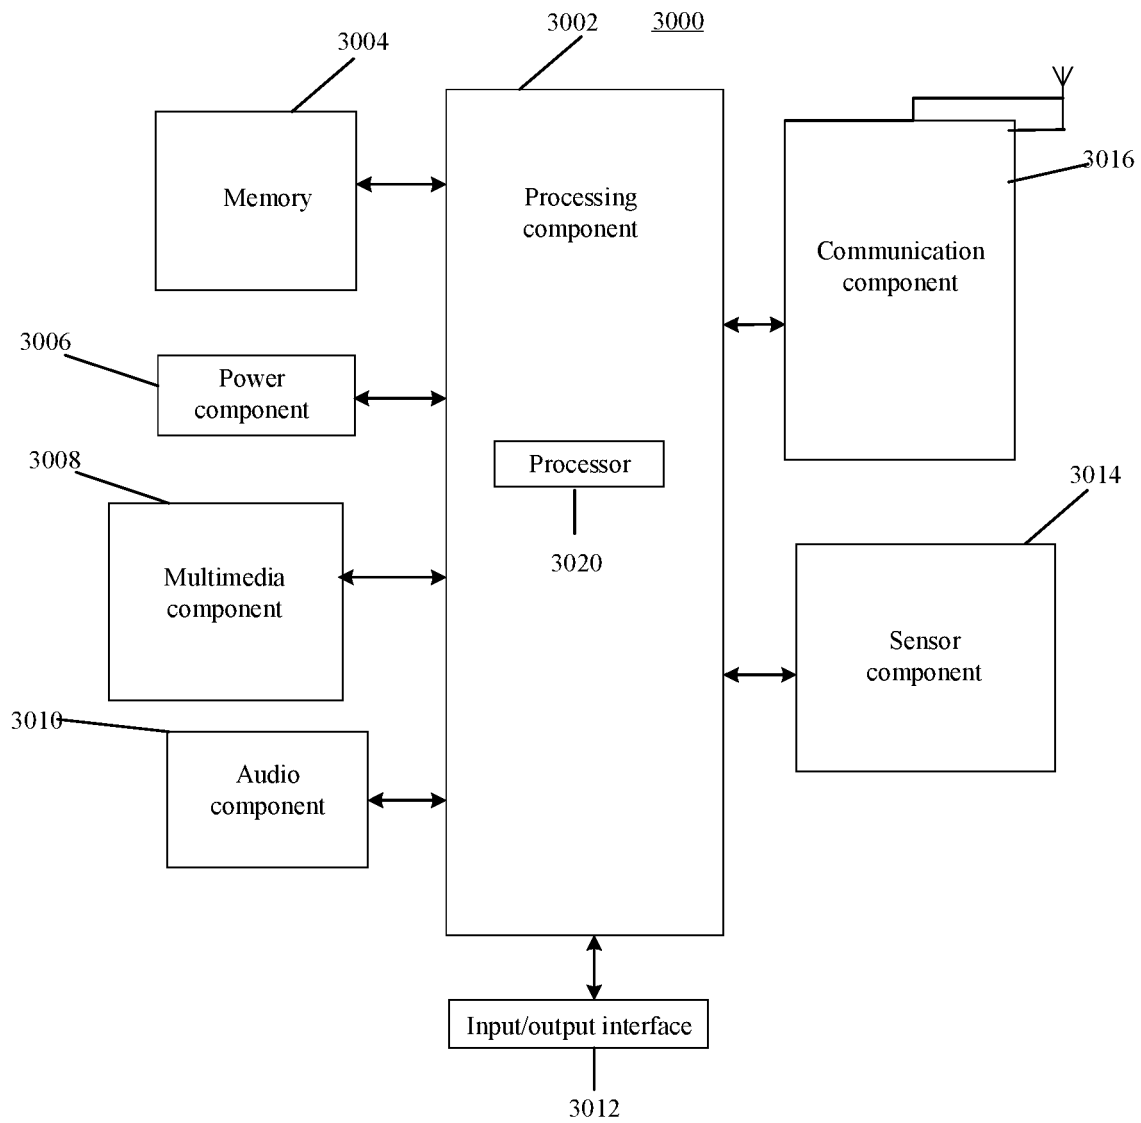 3002
3000
3004
Memory
Processing
component
3016
Communication
component
3006
Power
component
3008
Processor
3020
3014
Multimedia
component
Sensor
component
3010
Audio
component
Input/output interface
3012